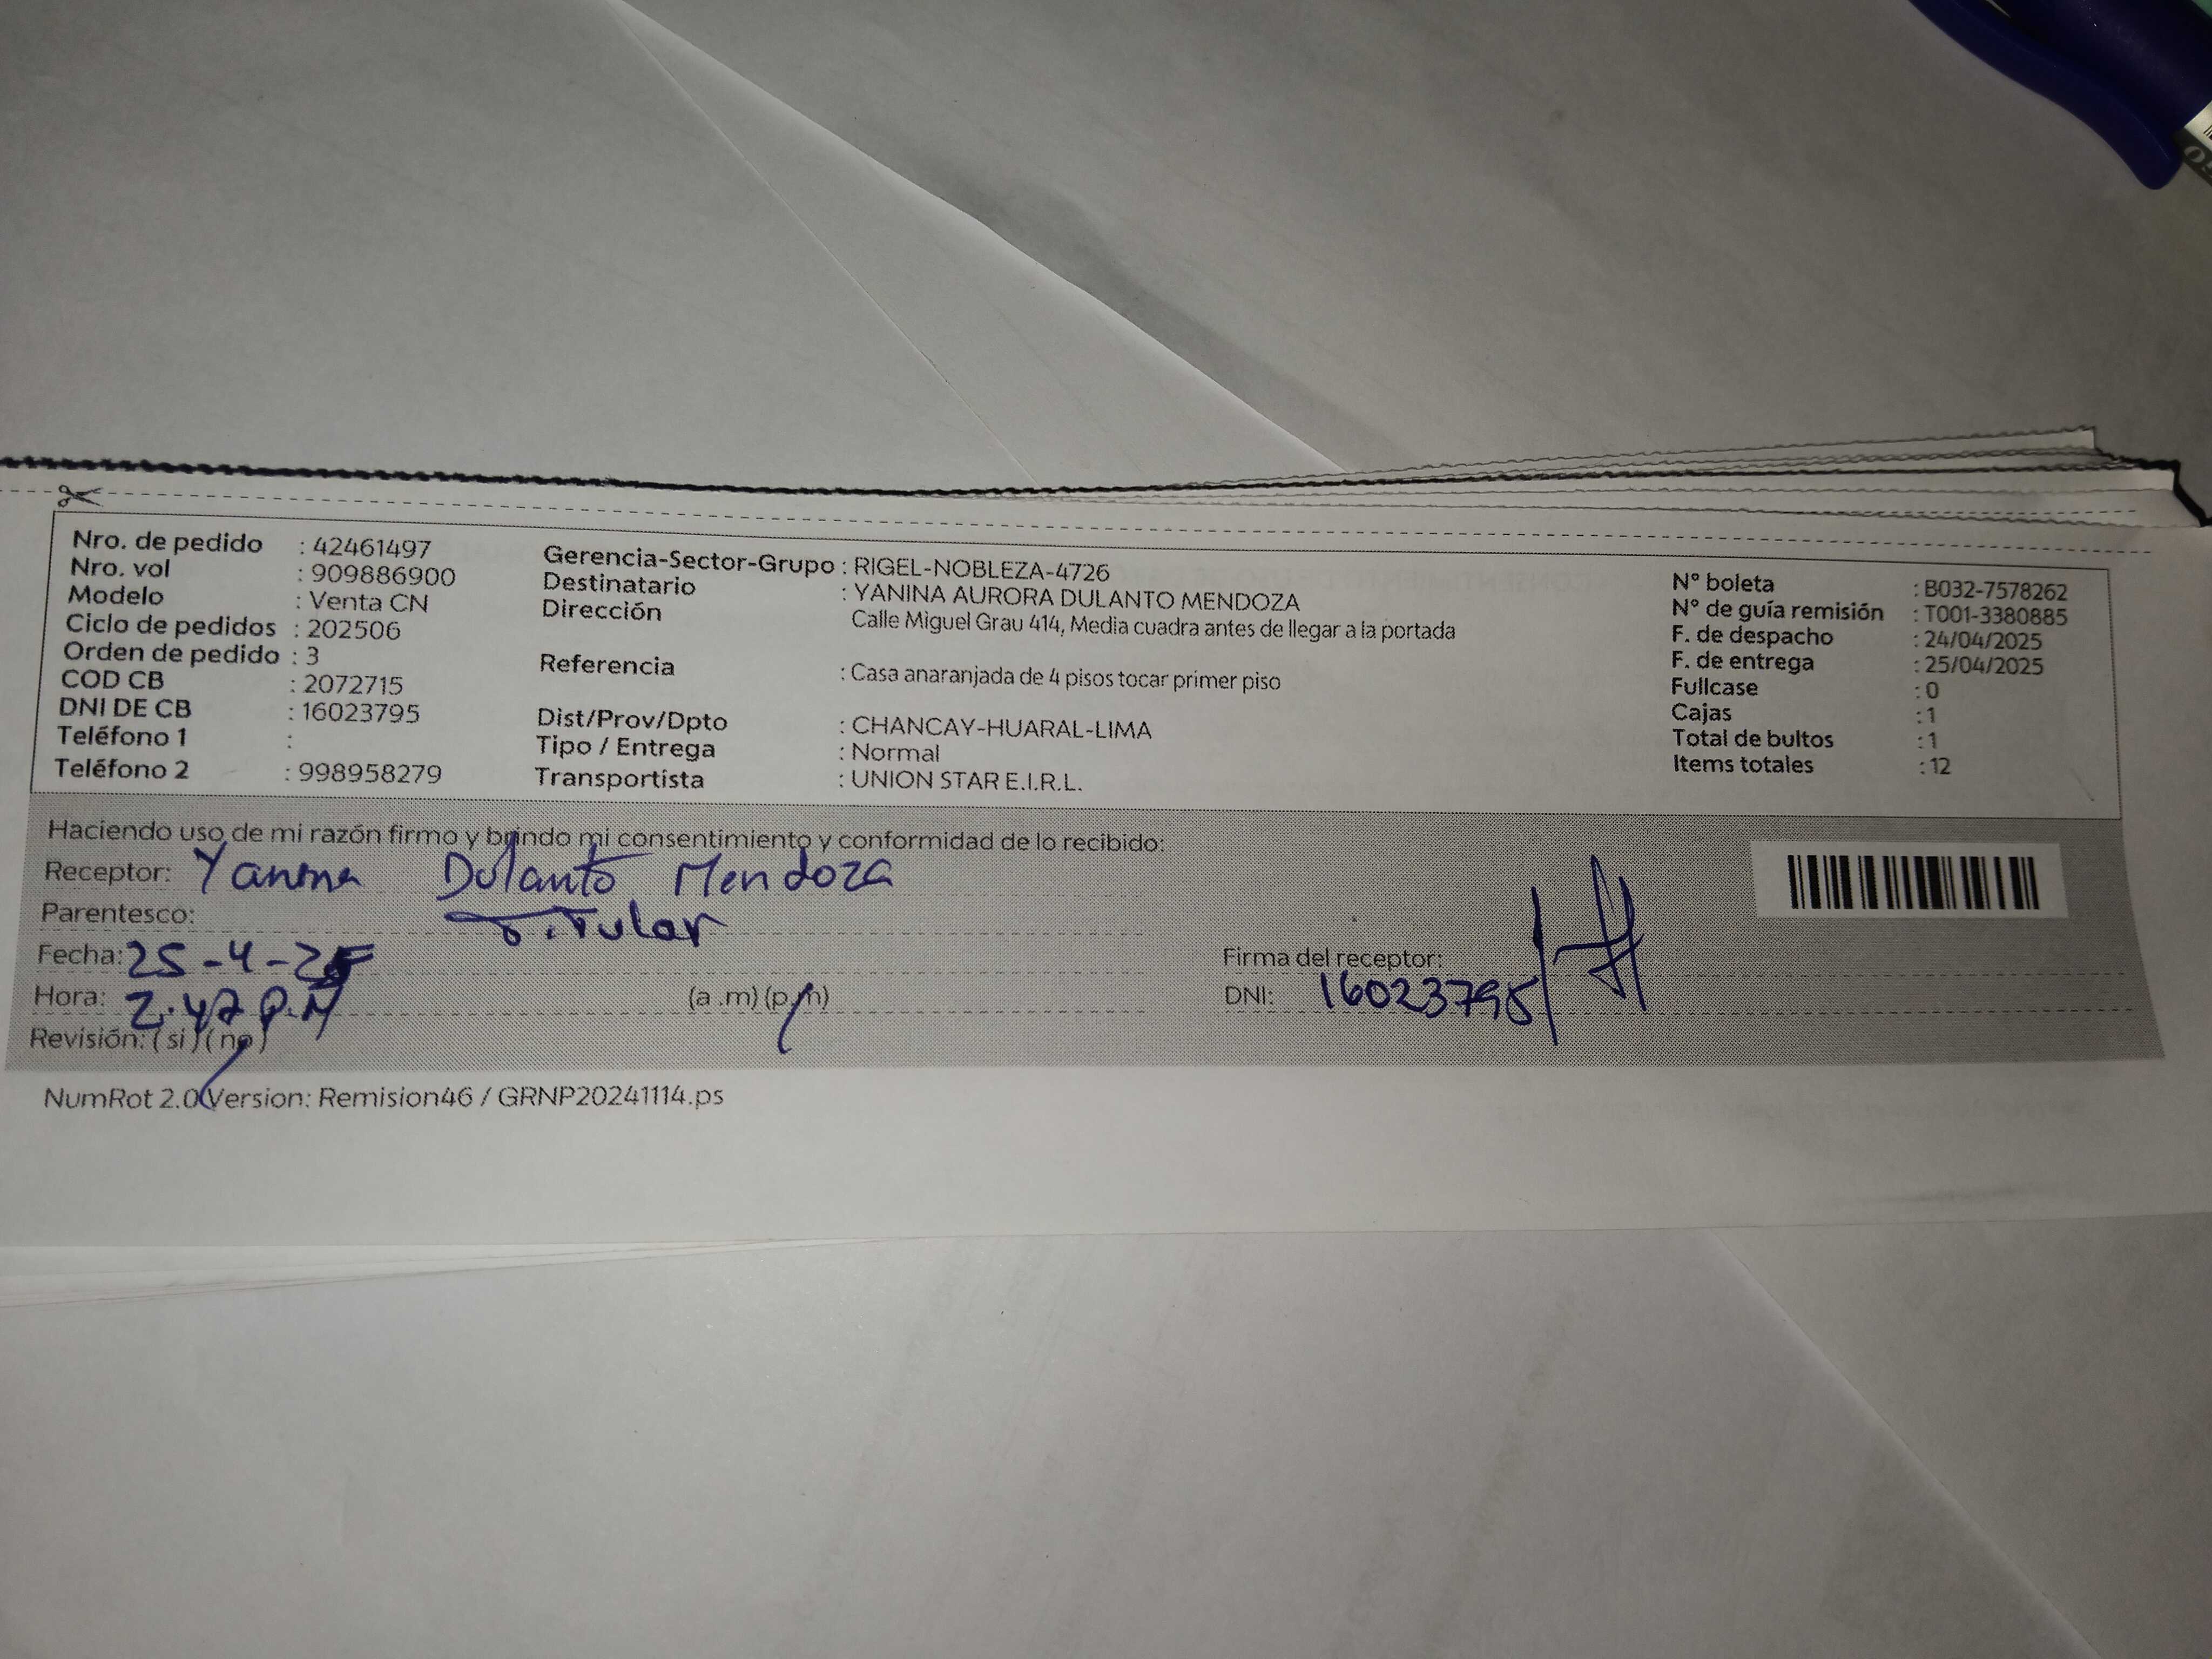 Nro. de pedido : 42461497
Nro. vol : 909886900
Modelo : Venta CN
Ciclo de pedidos : 202506
Orden de pedido : 3
COD CB : 2072715
DNI DE CB : 16023795
Teléfono 1 :
Teléfono 2 : 998958279
Gerencia-Sector-Grupo : RIGEL-NOBLEZA-4726
Destinatario : YANINA AURORA DULANTO MENDOZA
Dirección Calle Miguel Grau 414, Media cuadra antes de llegar a la portada
Referencia : Casa anaranjada de 4 pisos tocar primer piso
Dist/Prov/Dpto : CHANCAY-HUARAL-LIMA
Tipo / Entrega : Normal
Transportista : UNION STAR E.I.R.L.
N° boleta : B032-7578262
N° de guía remisión : T001-3380885
F. de despacho : 24/04/2025
F. de entrega : 25/04/2025
Fullcase : 0
Cajas : 1
Total de bultos : 1
Items totales : 12
Haciendo uso de mi razón firmo y brindo mi consentimiento y conformidad de lo recibido:
Receptor: Yanina Dulanto Mendoza
Parentesco: Titular
Fecha: 25-4-25
Hora: 2.47 P.M (a.m) (p.m)
Revisión: (si) (no)
Firma del receptor:
DNI: 16023795
NumRot 2.0 Version: Remision46 / GRNP20241114.ps